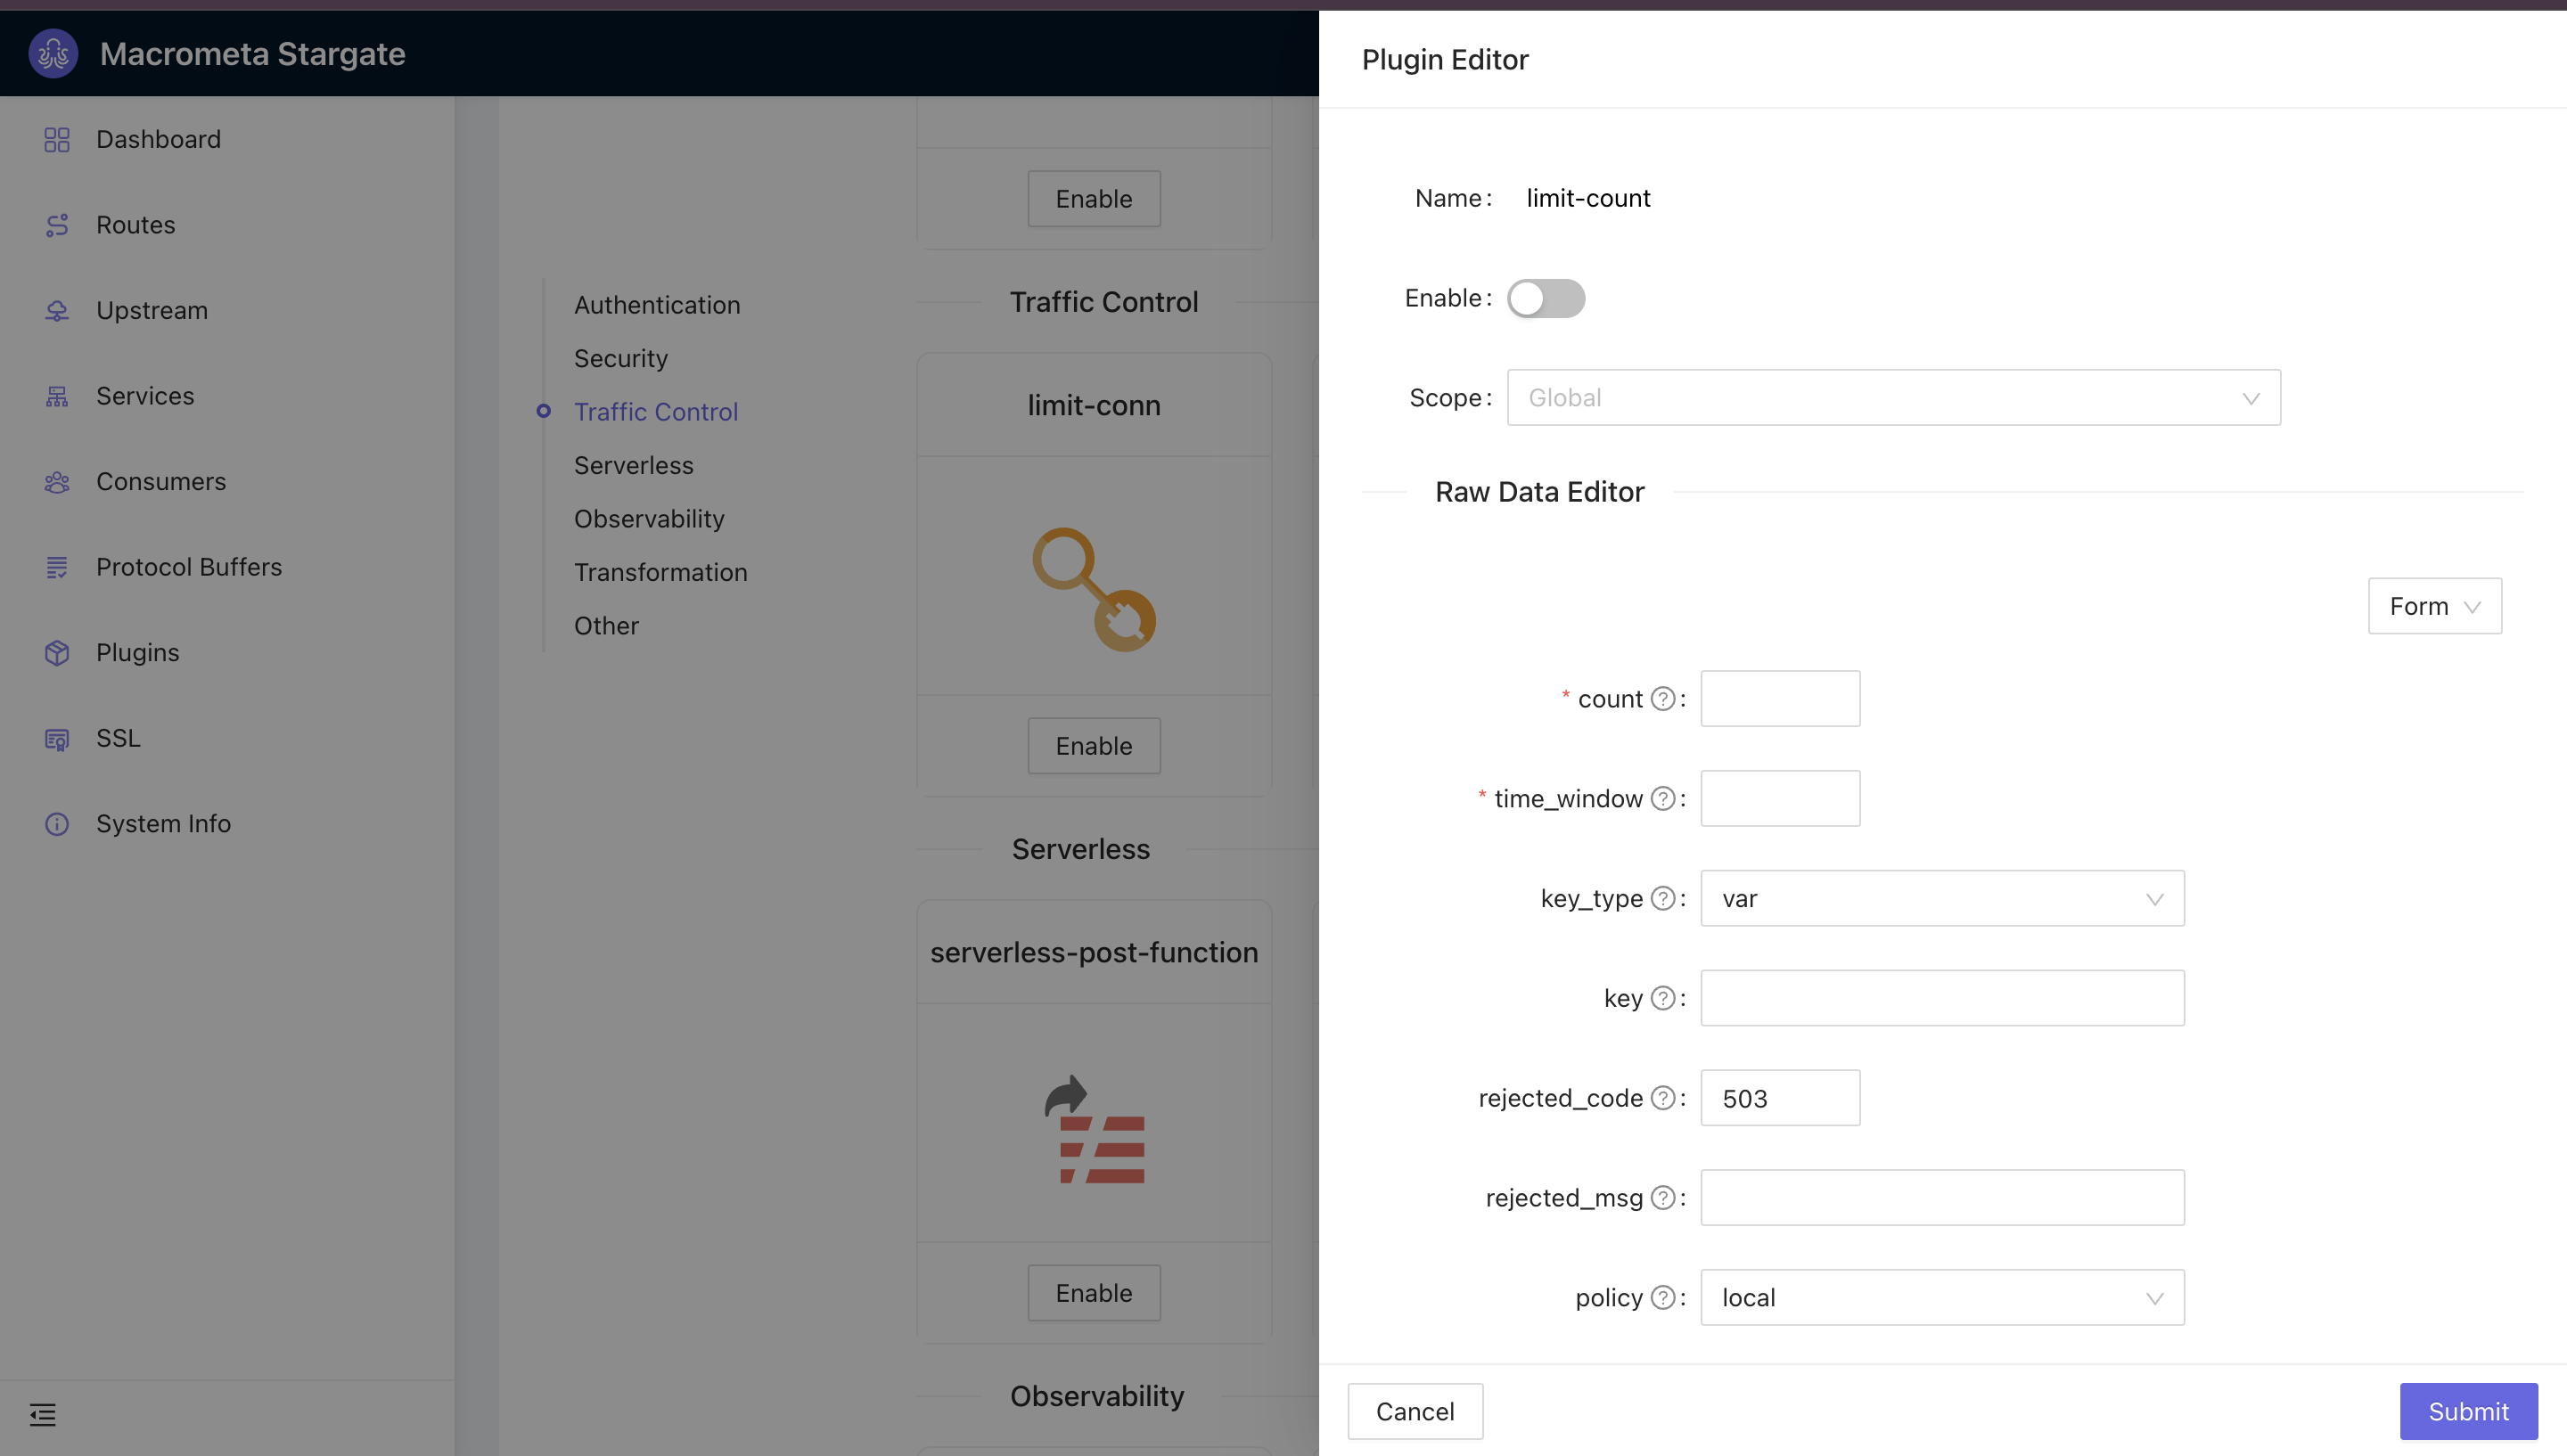 Macrometa Stargate
Dashboard
Routes
Upstream
Services
Consumers
Protocol Buffers
Plugins
SSL
System Info
Authentication
Security
Traffic Control
Serverless
Observability
Transformation
Other
Enable
Traffic Control
limit-conn
Enable
Serverless
serverless-post-function
Enable
Observability
Plugin Editor
Name: limit-count
Enable:
Scope: Global
Raw Data Editor
Form
* count ? :
* time_window ? :
key_type ? : var
key ? :
rejected_code ? : 503
rejected_msg ? :
policy ? : local
Cancel
Submit